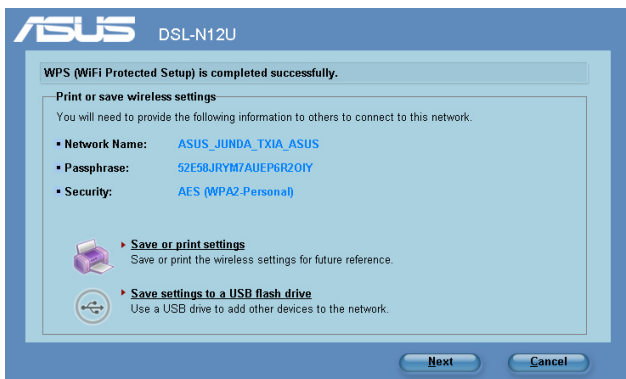 ASUS DSL-N12U
WPS (WiFi Protected Setup) is completed successfully.
Print or save wireless settings
You will need to provide the following information to others to connect to this network.
Network Name: ASUS_JUNDA_TXIA_ASUS
Passphrase: 52E58JRYM7AUEP6R2OIY
Security: AES (WPA2-Personal)
Save or print settings
Save or print the wireless settings for future reference.
Save settings to a USB flash drive
Use a USB drive to add other devices to the network.
Next Cancel